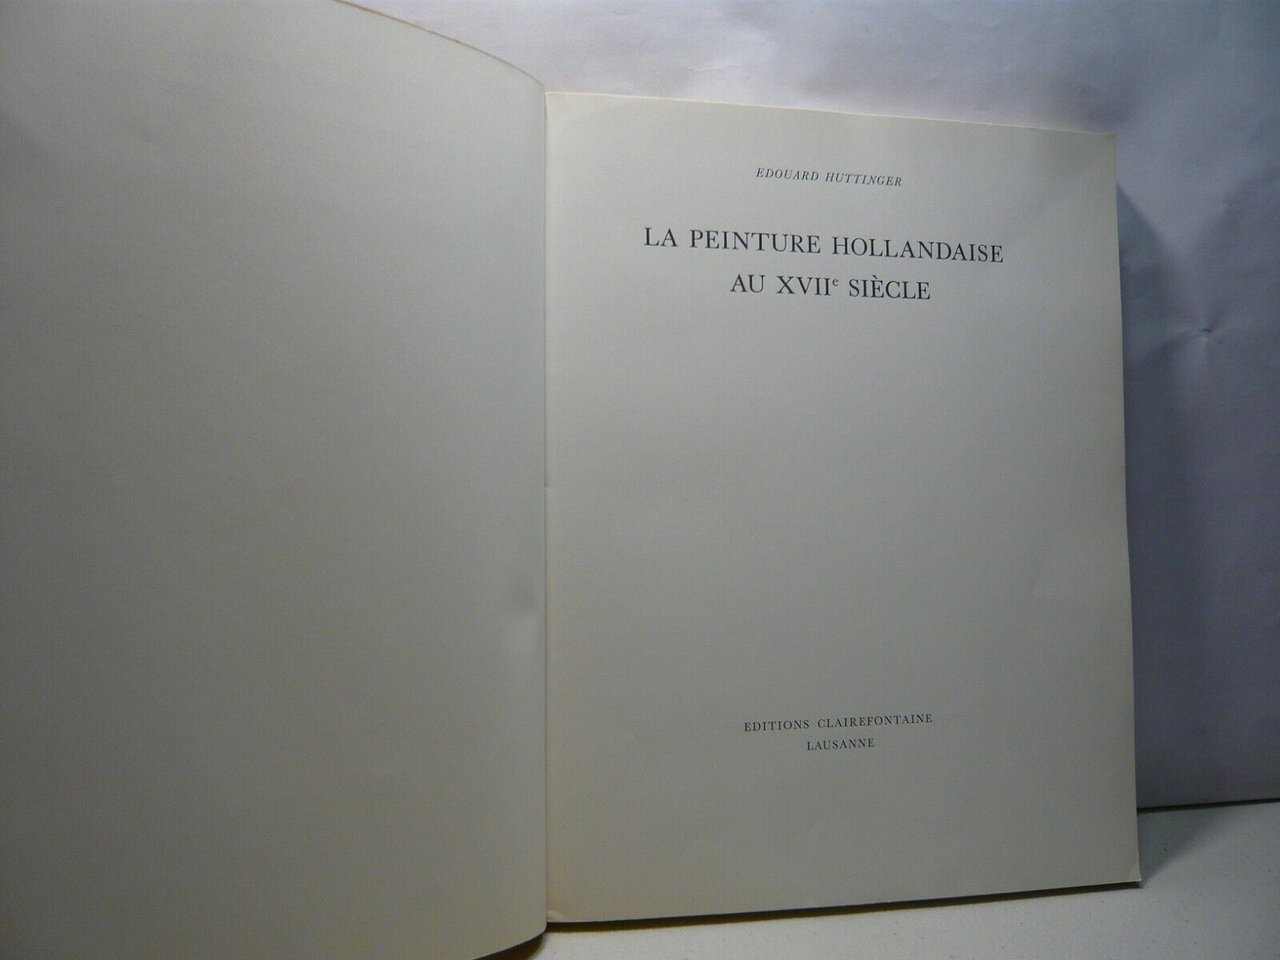 EDOUARD HUTTINGER
LA PEINTURE HOLLANDAISE
AU XVIIe SIÈCLE
EDITIONS CLAIREFONTAINE
LAUSANNE